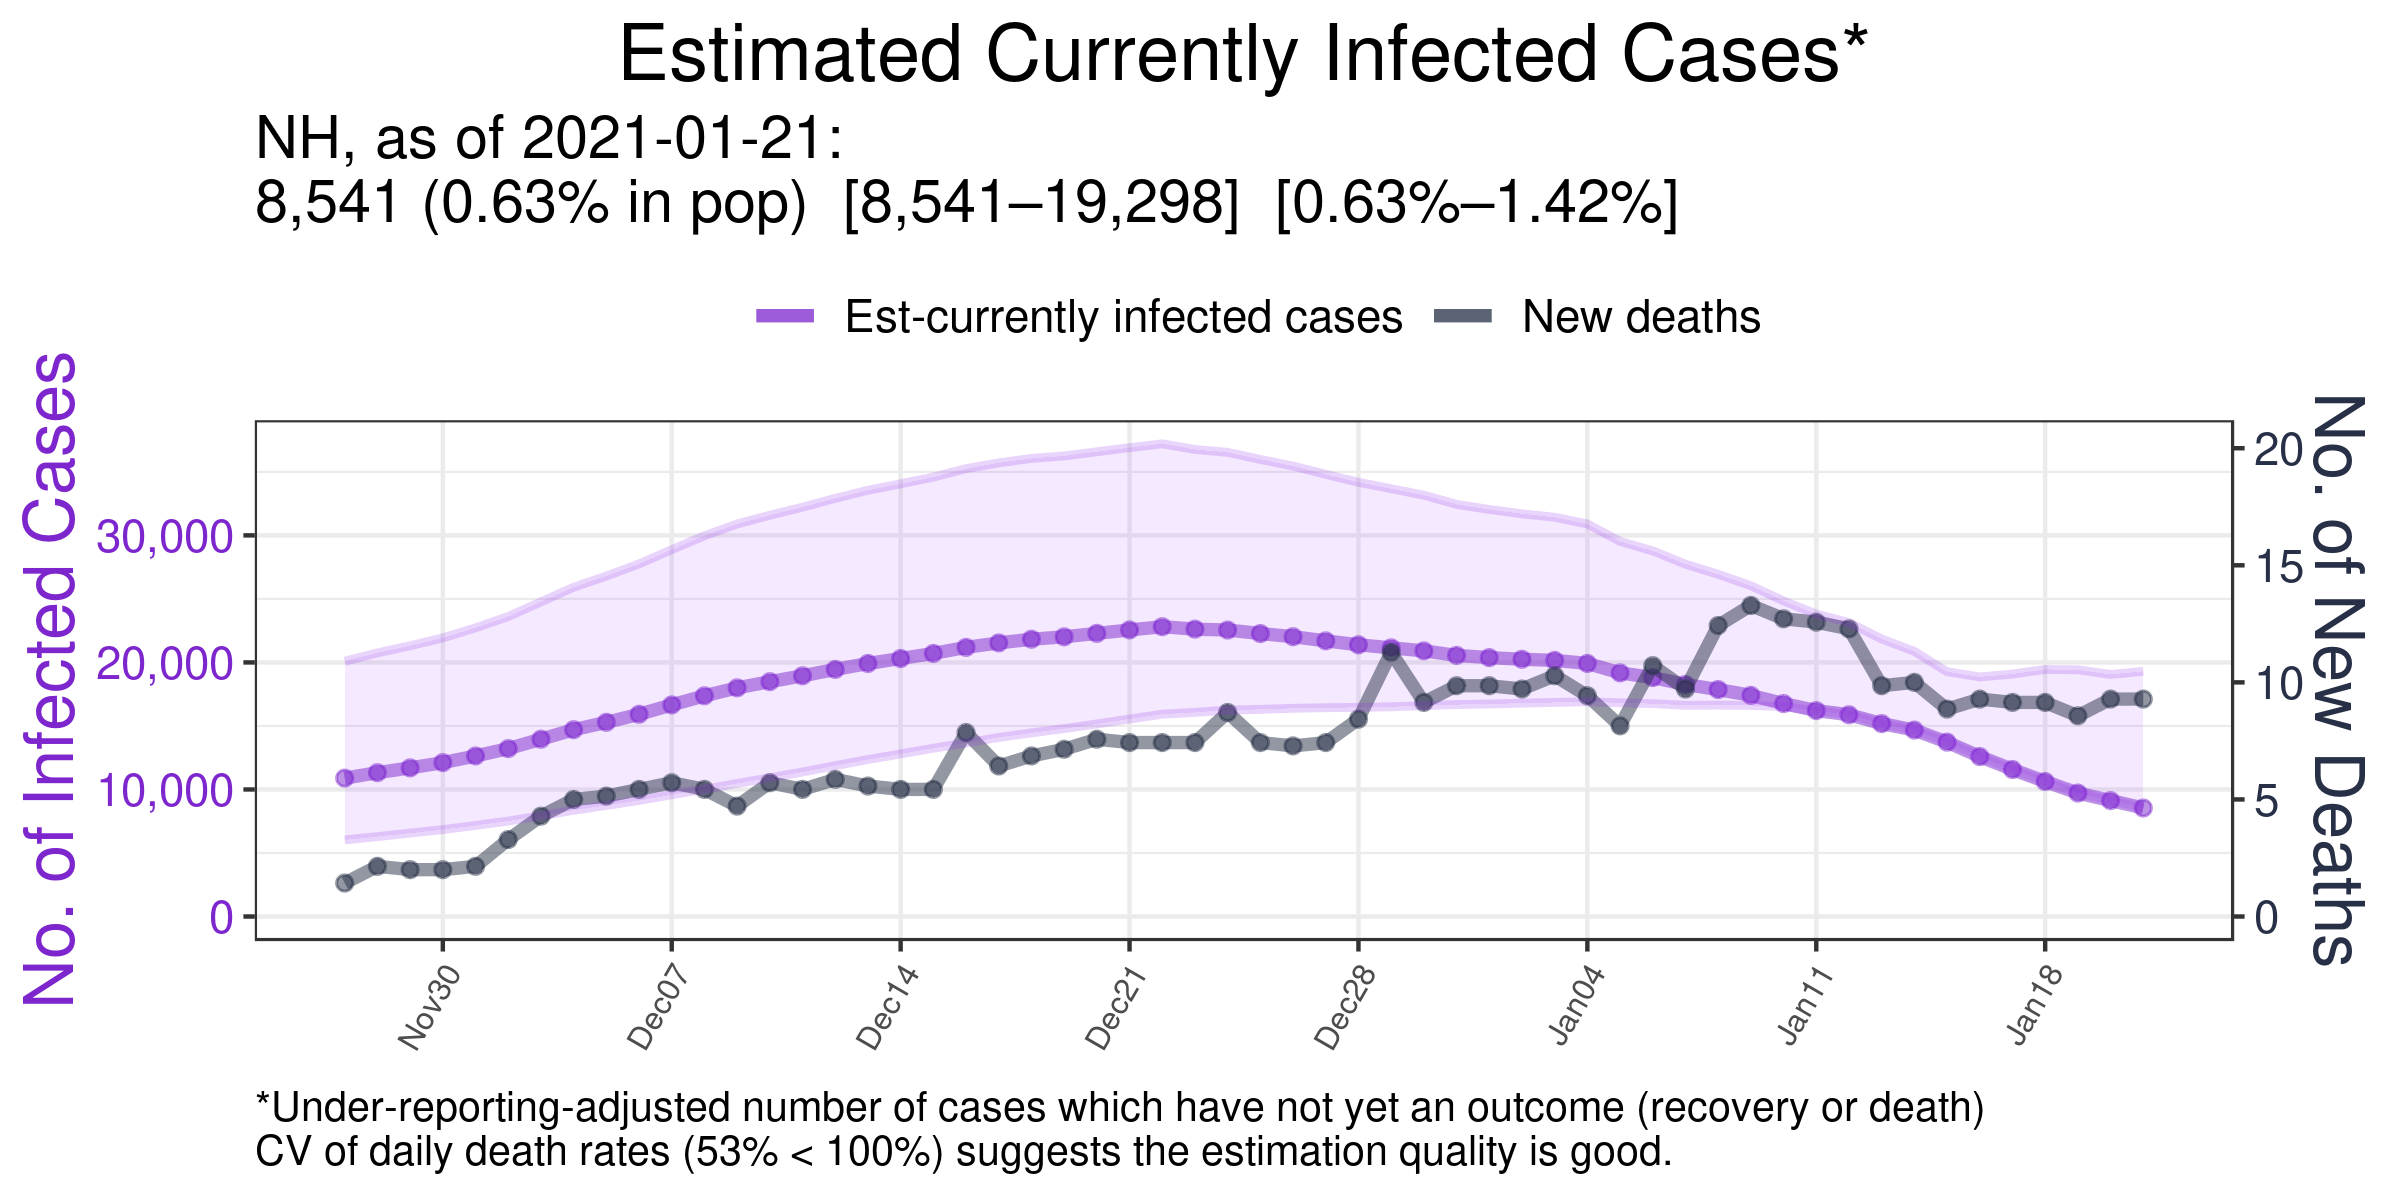 Estimated Currently Infected Cases*
NH, as of 2021-01-21:
8,541 (0.63% in pop)  [8,541–19,298]  [0.63%–1.42%]
Est-currently infected cases
New deaths
No. of Infected Cases
30,000
20,000
10,000
0
20
15
10
5
0
No. of New Deaths
Nov30
Dec07
Dec14
Dec21
Dec28
Jan04
Jan11
Jan18
*Under-reporting-adjusted number of cases which have not yet an outcome (recovery or death)
CV of daily death rates (53% < 100%) suggests the estimation quality is good.